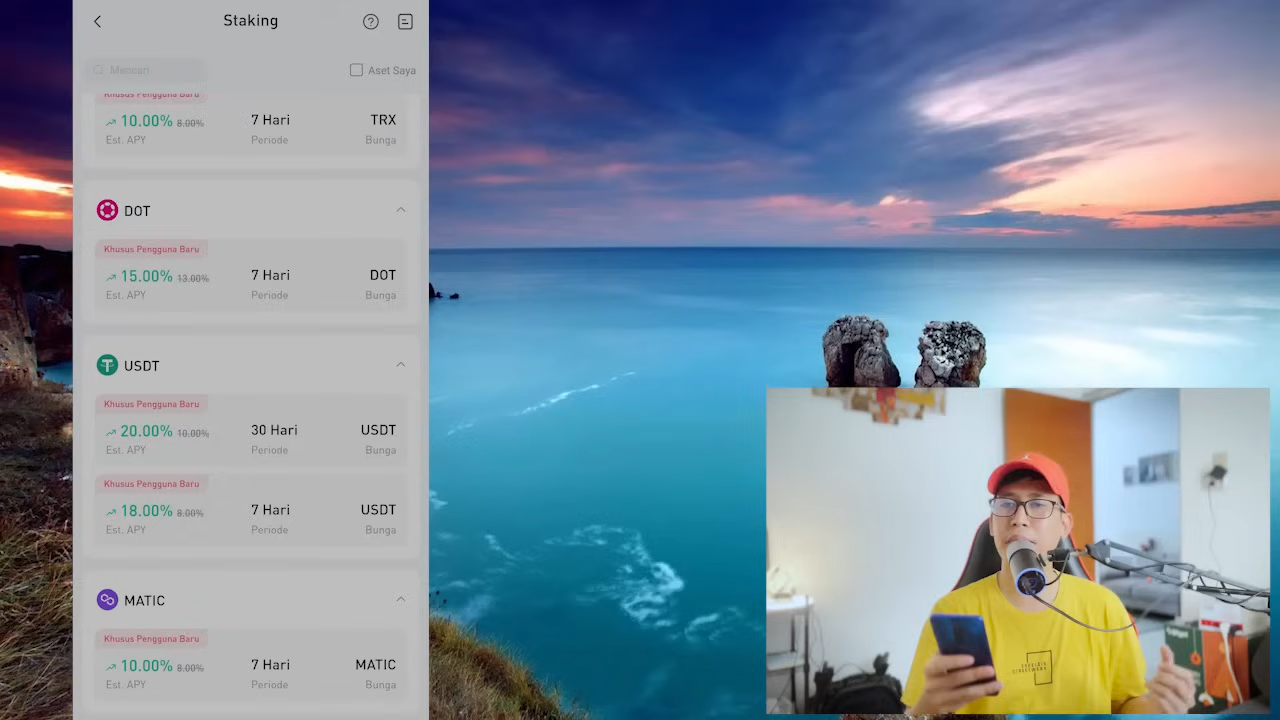 Staking
Mencari
Aset Saya
Khusus Pengguna Baru
10.00% 8.00% 7 Hari TRX
Est. APY Periode Bunga
DOT
Khusus Pengguna Baru
15.00% 13.00% 7 Hari DOT
Est. APY Periode Bunga
USDT
Khusus Pengguna Baru
20.00% 10.00% 30 Hari USDT
Est. APY Periode Bunga
Khusus Pengguna Baru
18.00% 8.00% 7 Hari USDT
Est. APY Periode Bunga
MATIC
Khusus Pengguna Baru
10.00% 8.00% 7 Hari MATIC
Est. APY Periode Bunga